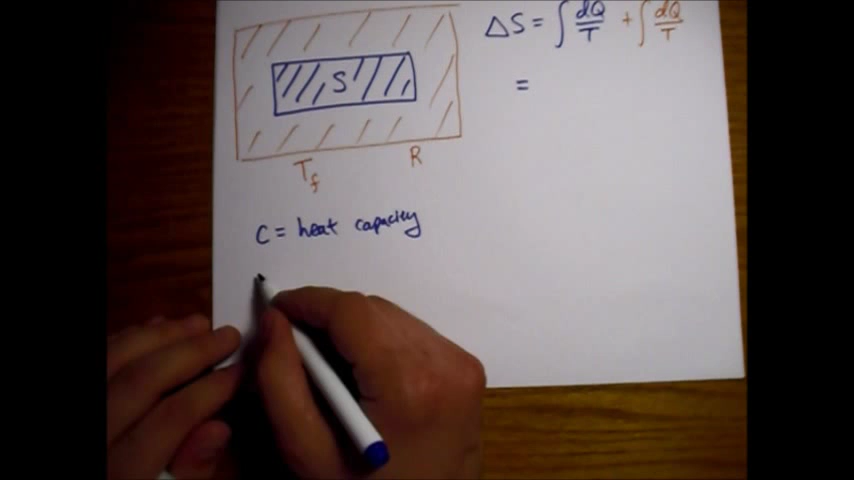 S
T_f
R
C = heat capacity
ΔS = ∫ dQ/T + ∫ dQ/T
=